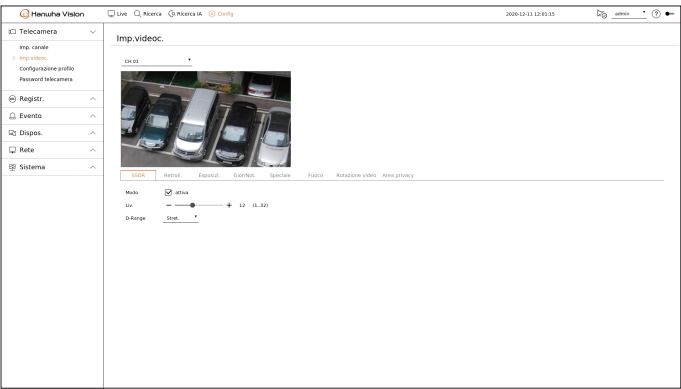 Hanwha Vision
Live Ricerca Ricerca IA Config
2020-12-11 12:01:15
admin
Telecamera
Imp. canale
Imp.videoc.
Configurazione profilo
Password telecamera
Registr.
Evento
Dispos.
Rete
Sistema
Imp.videoc.
CH 01
SSDR Retroil. Esposizi. Gior/Not. Speciale Fuoco Rotazione video Area privacy
Modo attiva
Liv. 12 (1..32)
D-Range Stret.